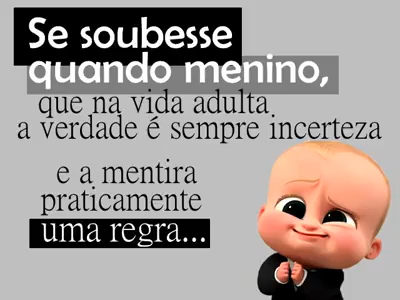 Se soubesse
quando menino,
que na vida adulta
a verdade é sempre incerteza
e a mentira
praticamente
uma regra...